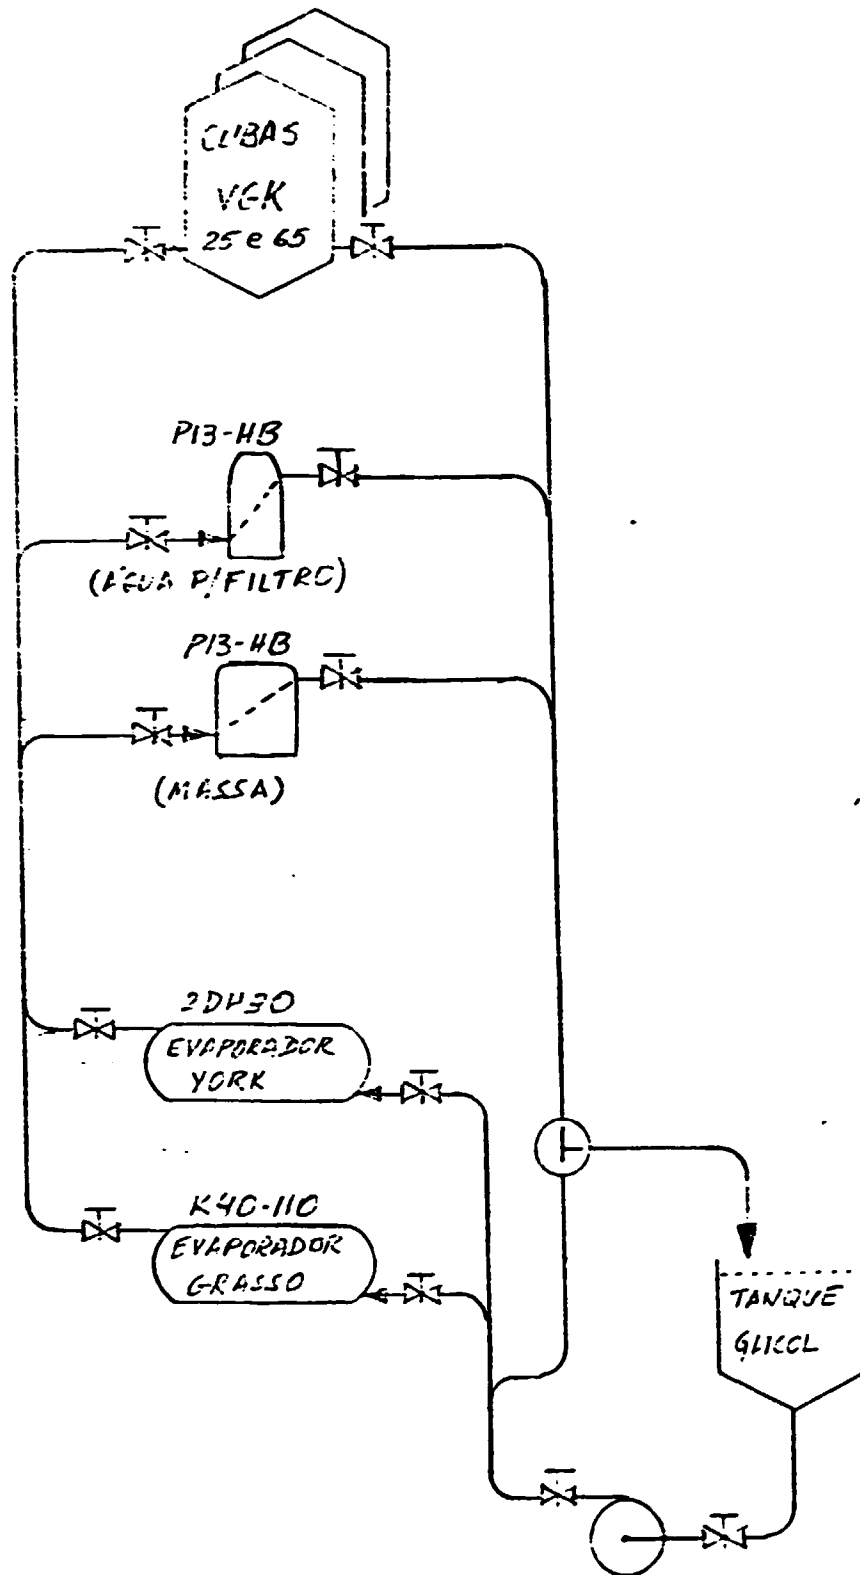 CUBAS
VGK
25 e 65
P13-HB
(ÁGUA P/FILTRO)
P13-HB
(MASSA)
2DH30
EVAPORADOR
YORK
K40-110
EVAPORADOR
GRASSO
TANQUE
GLICOL